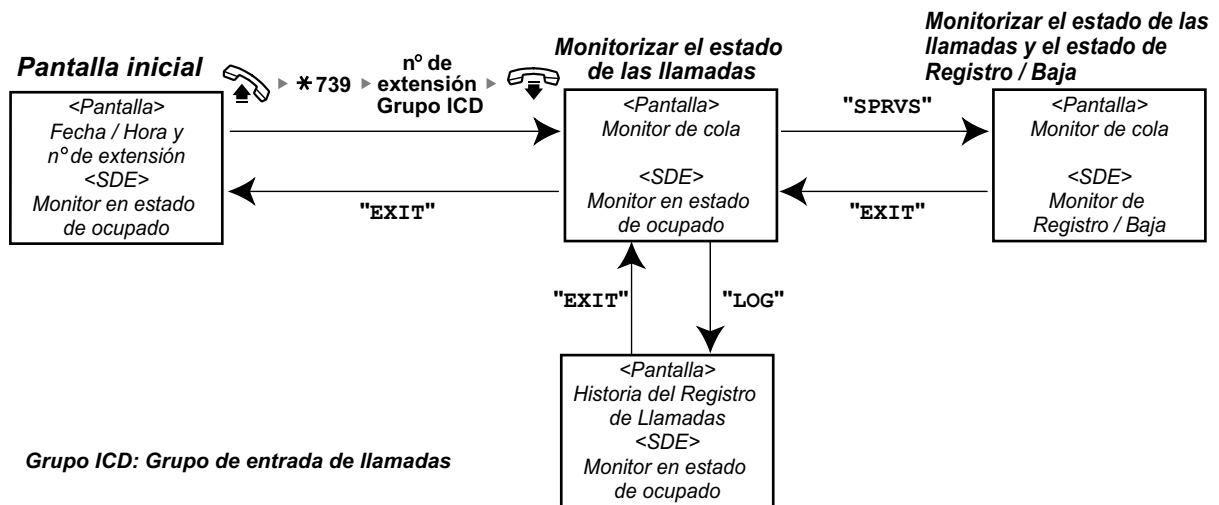 Pantalla inicial
*739
nº de
extensión
Grupo ICD
Monitorizar el estado
de las llamadas
Monitorizar el estado de las
llamadas y el estado de
Registro / Baja
<Pantalla>
Fecha / Hora y
nº de extensión
<SDE>
Monitor en estado
de ocupado
"EXIT"
<Pantalla>
Monitor de cola
<SDE>
Monitor en estado
de ocupado
"SPRVS"
"EXIT"
<Pantalla>
Monitor de cola
<SDE>
Monitor de
Registro / Baja
"EXIT"
"LOG"
<Pantalla>
Historia del Registro
de Llamadas
<SDE>
Monitor en estado
de ocupado
Grupo ICD: Grupo de entrada de llamadas